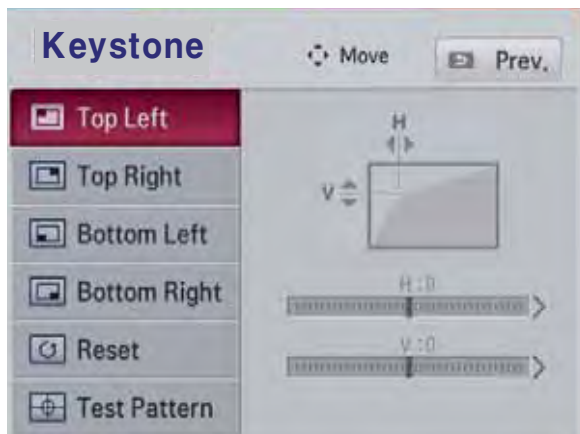 Keystone
Move
Prev.
Top Left
Top Right
Bottom Left
Bottom Right
Reset
Test Pattern
H
V
H:0
V:0